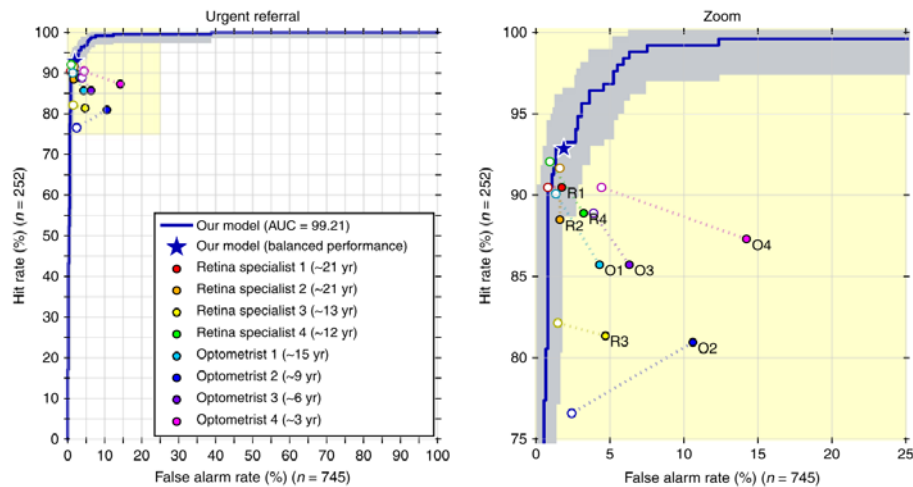 Urgent referral
100
90
80
70
60
50
40
30
20
10
0
Hit rate (%) (n = 252)
0 10 20 30 40 50 60 70 80 90 100
False alarm rate (%) (n = 745)
Our model (AUC = 99.21)
Our model (balanced performance)
Retina specialist 1 (~21 yr)
Retina specialist 2 (~21 yr)
Retina specialist 3 (~13 yr)
Retina specialist 4 (~12 yr)
Optometrist 1 (~15 yr)
Optometrist 2 (~9 yr)
Optometrist 3 (~6 yr)
Optometrist 4 (~3 yr)
Zoom
100
95
90
85
80
75
Hit rate (%) (n = 252)
R1
R2
R4
O4
O1
O3
R3
O2
0 5 10 15 20 25
False alarm rate (%) (n = 745)